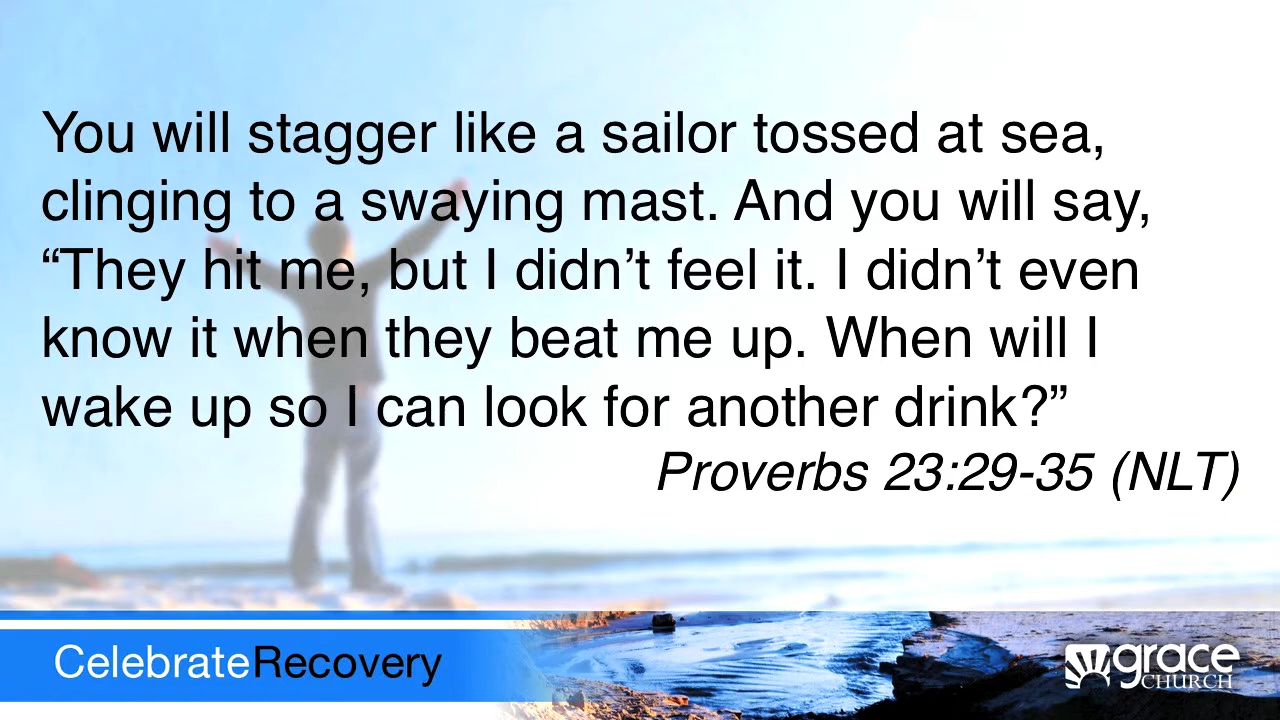 You will stagger like a sailor tossed at sea,
clinging to a swaying mast. And you will say,
“They hit me, but I didn’t feel it. I didn’t even
know it when they beat me up. When will I
wake up so I can look for another drink?”
Proverbs 23:29-35 (NLT)
CelebrateRecovery
grace
CHURCH